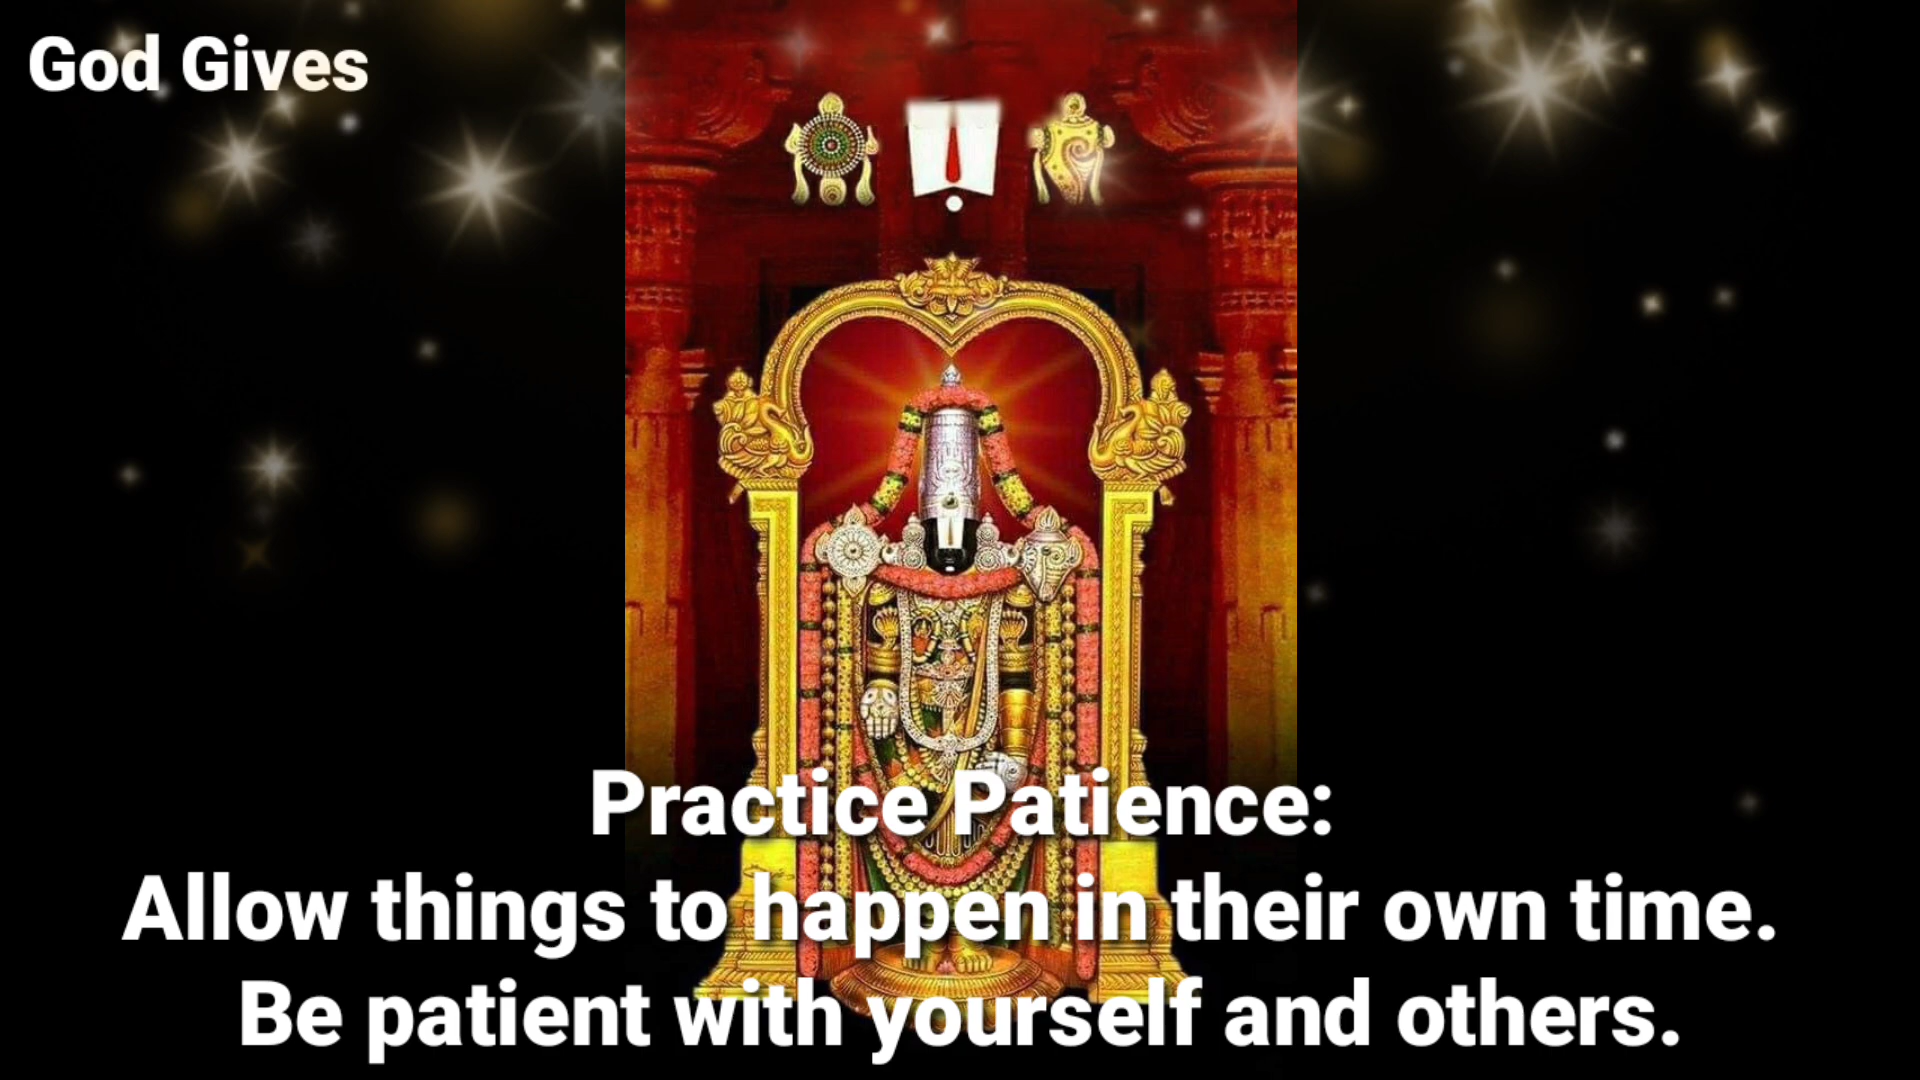 God Gives
Practice Patience:
Allow things to happen in their own time.
Be patient with yourself and others.